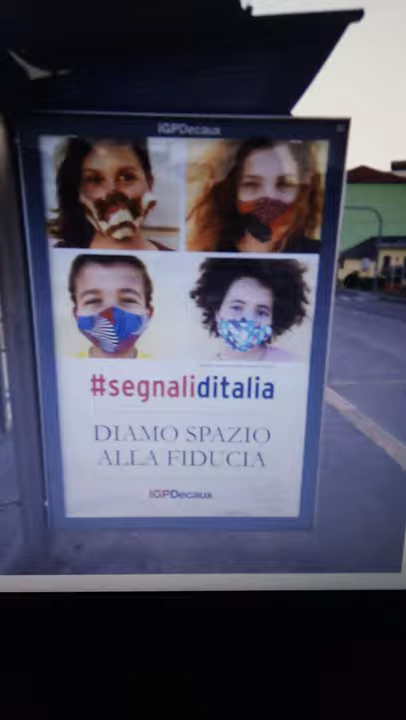 IGPDecaux
#segnaliditalia
DIAMO SPAZIO
ALLA FIDUCIA
IGPDecaux